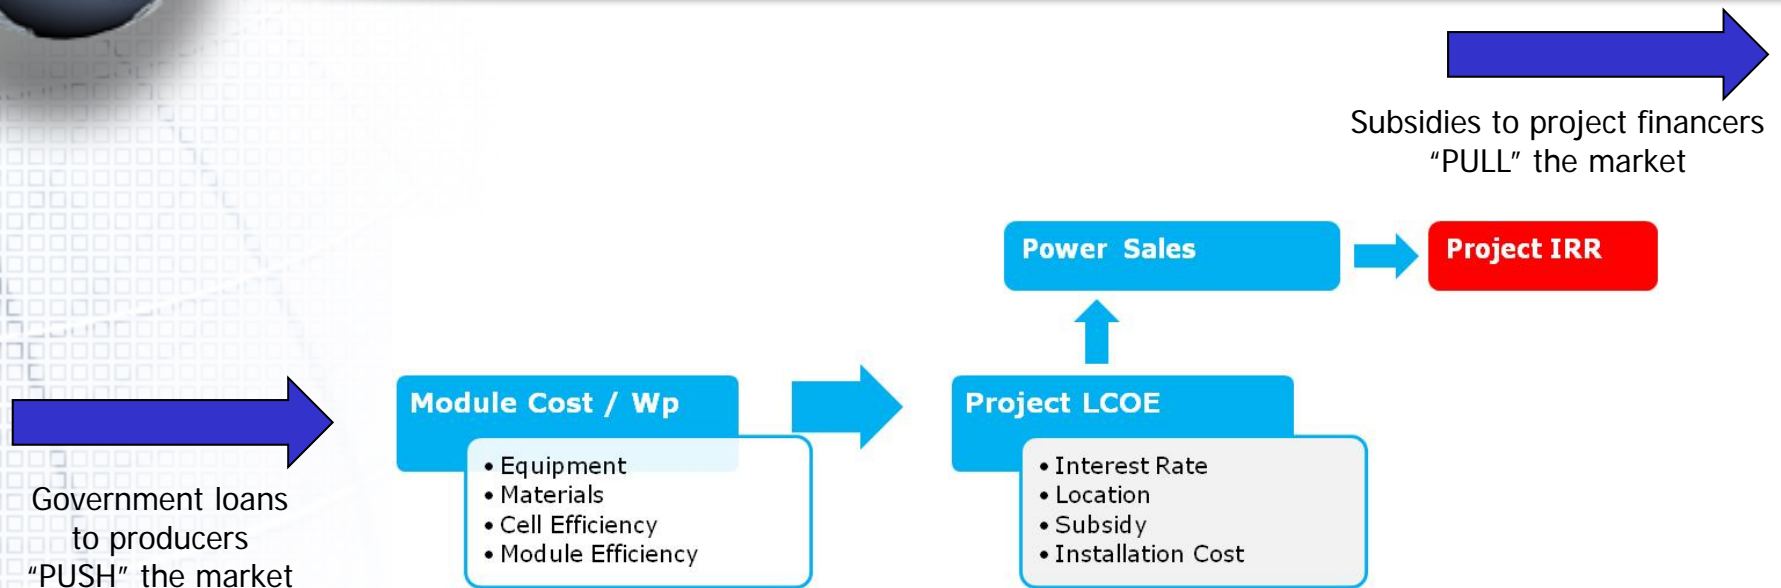 Subsidies to project financers
“PULL” the market
Power Sales
Project IRR
Module Cost / Wp
• Equipment
• Materials
• Cell Efficiency
• Module Efficiency
Project LCOE
• Interest Rate
• Location
• Subsidy
• Installation Cost
Government loans
to producers
“PUSH” the market